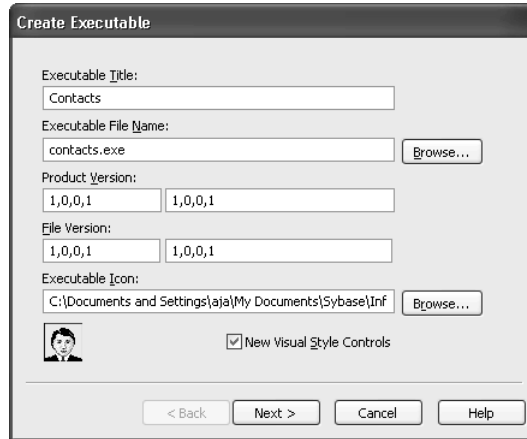 Create Executable
Executable Title:
Contacts
Executable File Name:
contacts.exe
Browse...
Product Version:
1,0,0,1 1,0,0,1
File Version:
1,0,0,1 1,0,0,1
Executable Icon:
C:\Documents and Settings\aja\My Documents\Sybase\Inf
Browse...
New Visual Style Controls
< Back Next > Cancel Help